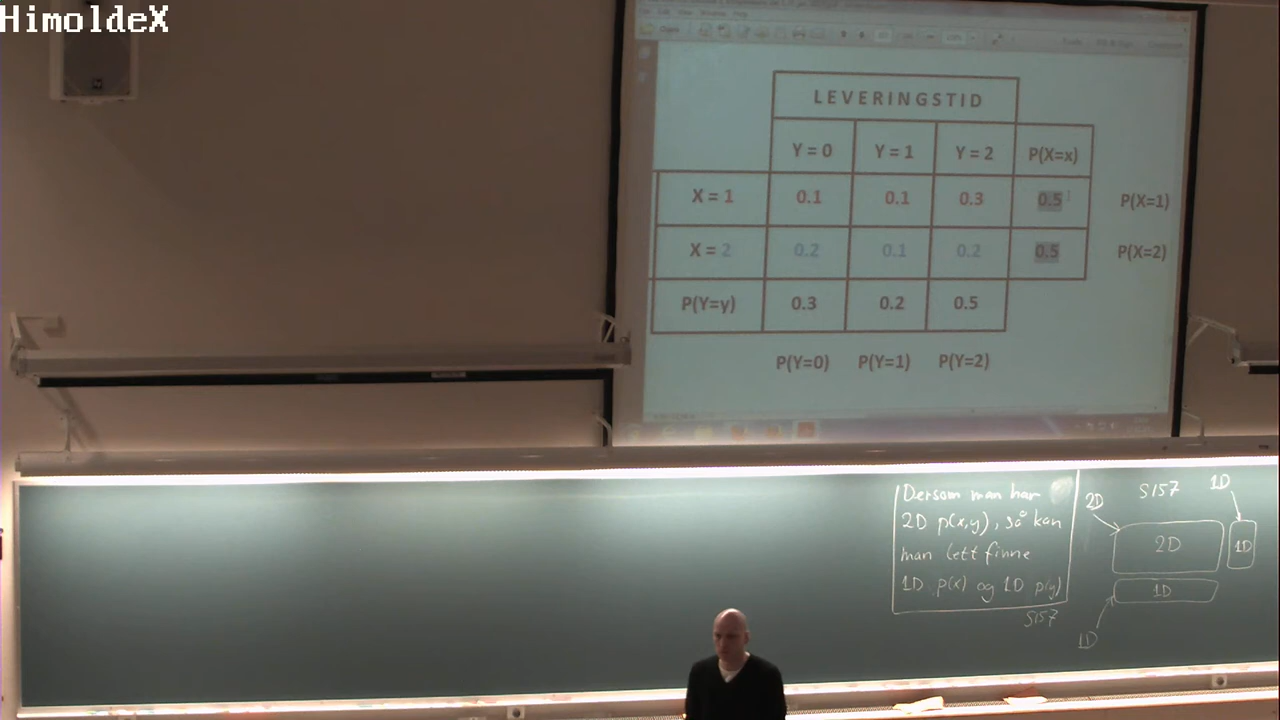 HimoldeX
LEVERINGSTID
Y = 0 Y = 1 Y = 2 P(X=x)
X = 1 0.1 0.1 0.3 0.5 P(X=1)
X = 2 0.2 0.1 0.2 0.5 P(X=2)
P(Y=y) 0.3 0.2 0.5
P(Y=0) P(Y=1) P(Y=2)
Dersom man har
2D p(x,y), så kan
man lett finne
1D p(x) og 1D p(y)
S157
2D S157 1D
2D 1D
1D
1D